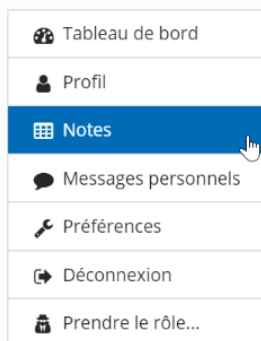 Tableau de bord
Profil
Notes
Messages personnels
Préférences
Déconnexion
Prendre le rôle...